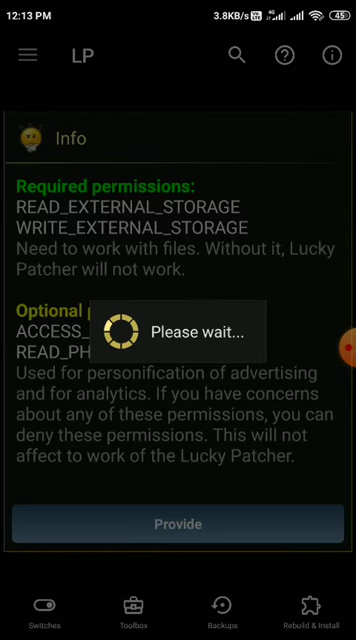 12:13 PM 3.8KB/s 4G 45
LP
Info
Required permissions:
READ_EXTERNAL_STORAGE
WRITE_EXTERNAL_STORAGE
Need to work with files. Without it, Lucky
Patcher will not work.
Optional
ACCESS_
READ_PH
Please wait...
Used for personification of advertising
and for analytics. If you have concerns
about any of these permissions, you can
deny these permissions. This will not
affect to work of the Lucky Patcher.
Provide
Switches Toolbox Backups Rebuild & Install